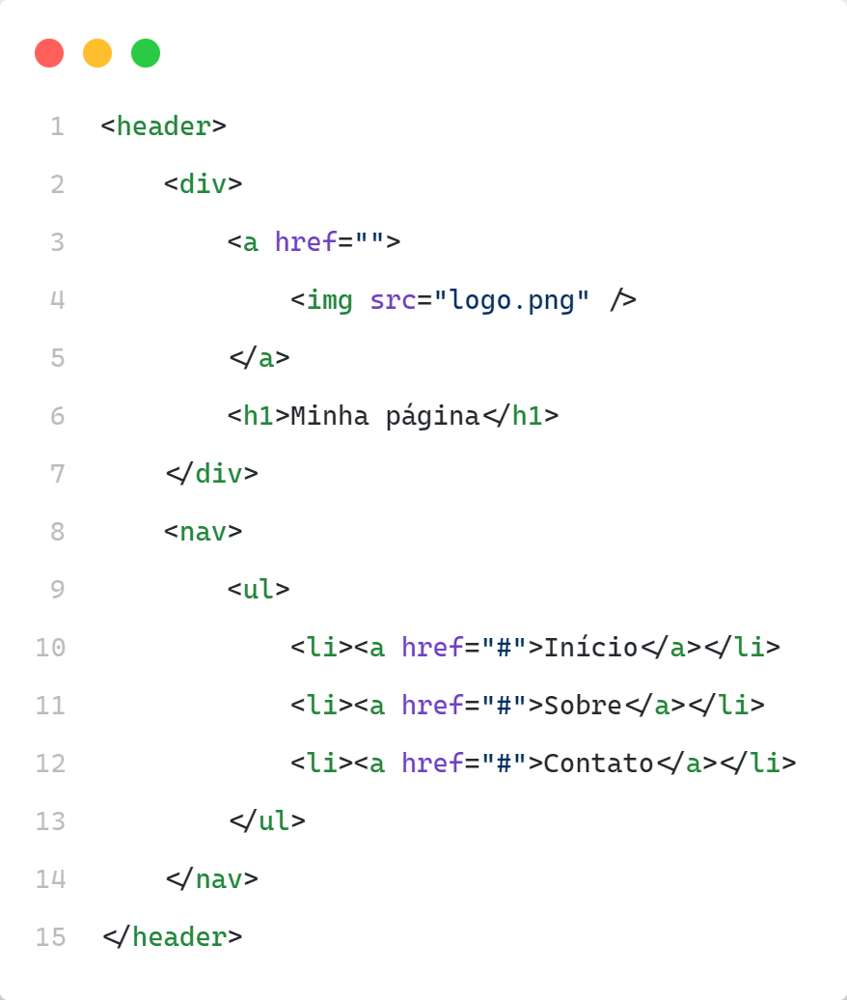 1 <header>
2     <div>
3         <a href="">
4             <img src="logo.png" />
5         </a>
6         <h1>Minha página</h1>
7     </div>
8     <nav>
9         <ul>
10             <li><a href="#">Início</a></li>
11             <li><a href="#">Sobre</a></li>
12             <li><a href="#">Contato</a></li>
13         </ul>
14     </nav>
15 </header>